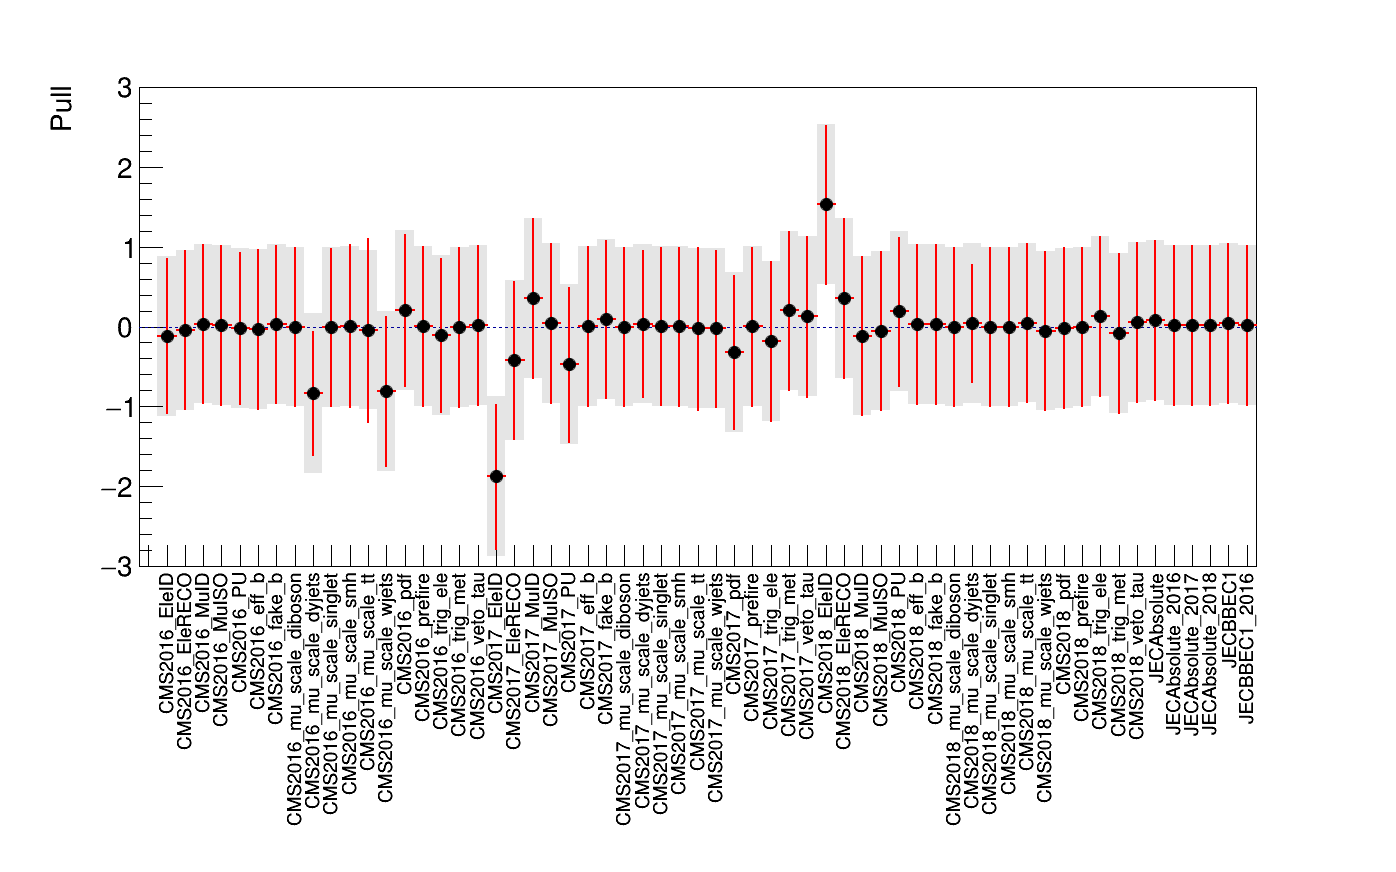 Pull
3
2
1
0
−1
−2
−3
CMS2016_EleID
CMS2016_EleRECO
CMS2016_MuID
CMS2016_MuISO
CMS2016_PU
CMS2016_eff_b
CMS2016_fake_b
CMS2016_mu_scale_diboson
CMS2016_mu_scale_dyjets
CMS2016_mu_scale_singlet
CMS2016_mu_scale_smh
CMS2016_mu_scale_tt
CMS2016_mu_scale_wjets
CMS2016_pdf
CMS2016_prefire
CMS2016_trig_ele
CMS2016_trig_met
CMS2016_veto_tau
CMS2017_EleID
CMS2017_EleRECO
CMS2017_MuID
CMS2017_MuISO
CMS2017_PU
CMS2017_eff_b
CMS2017_fake_b
CMS2017_mu_scale_diboson
CMS2017_mu_scale_dyjets
CMS2017_mu_scale_singlet
CMS2017_mu_scale_smh
CMS2017_mu_scale_tt
CMS2017_mu_scale_wjets
CMS2017_pdf
CMS2017_prefire
CMS2017_trig_ele
CMS2017_trig_met
CMS2017_veto_tau
CMS2018_EleID
CMS2018_EleRECO
CMS2018_MuID
CMS2018_MuISO
CMS2018_PU
CMS2018_eff_b
CMS2018_fake_b
CMS2018_mu_scale_diboson
CMS2018_mu_scale_dyjets
CMS2018_mu_scale_singlet
CMS2018_mu_scale_smh
CMS2018_mu_scale_tt
CMS2018_mu_scale_wjets
CMS2018_pdf
CMS2018_prefire
CMS2018_trig_ele
CMS2018_trig_met
CMS2018_veto_tau
JECAbsolute
JECAbsolute_2016
JECAbsolute_2017
JECAbsolute_2018
JECBBEC1
JECBBEC1_2016